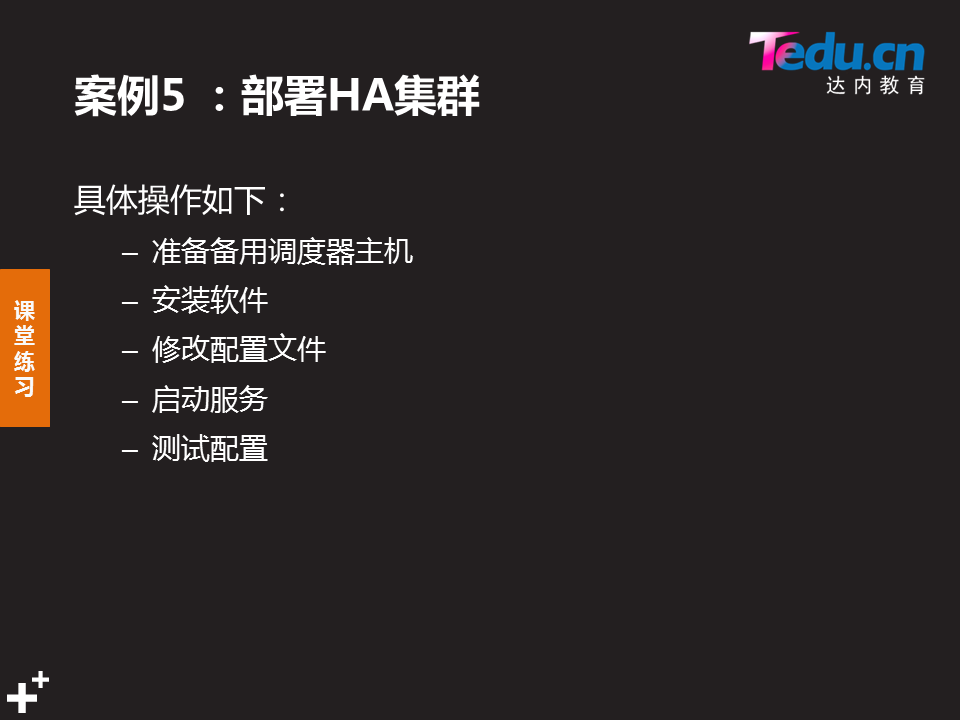 Tedu.cn
达内教育
案例5 ：部署HA集群
具体操作如下：
– 准备备用调度器主机
– 安装软件
– 修改配置文件
– 启动服务
– 测试配置
课堂练习